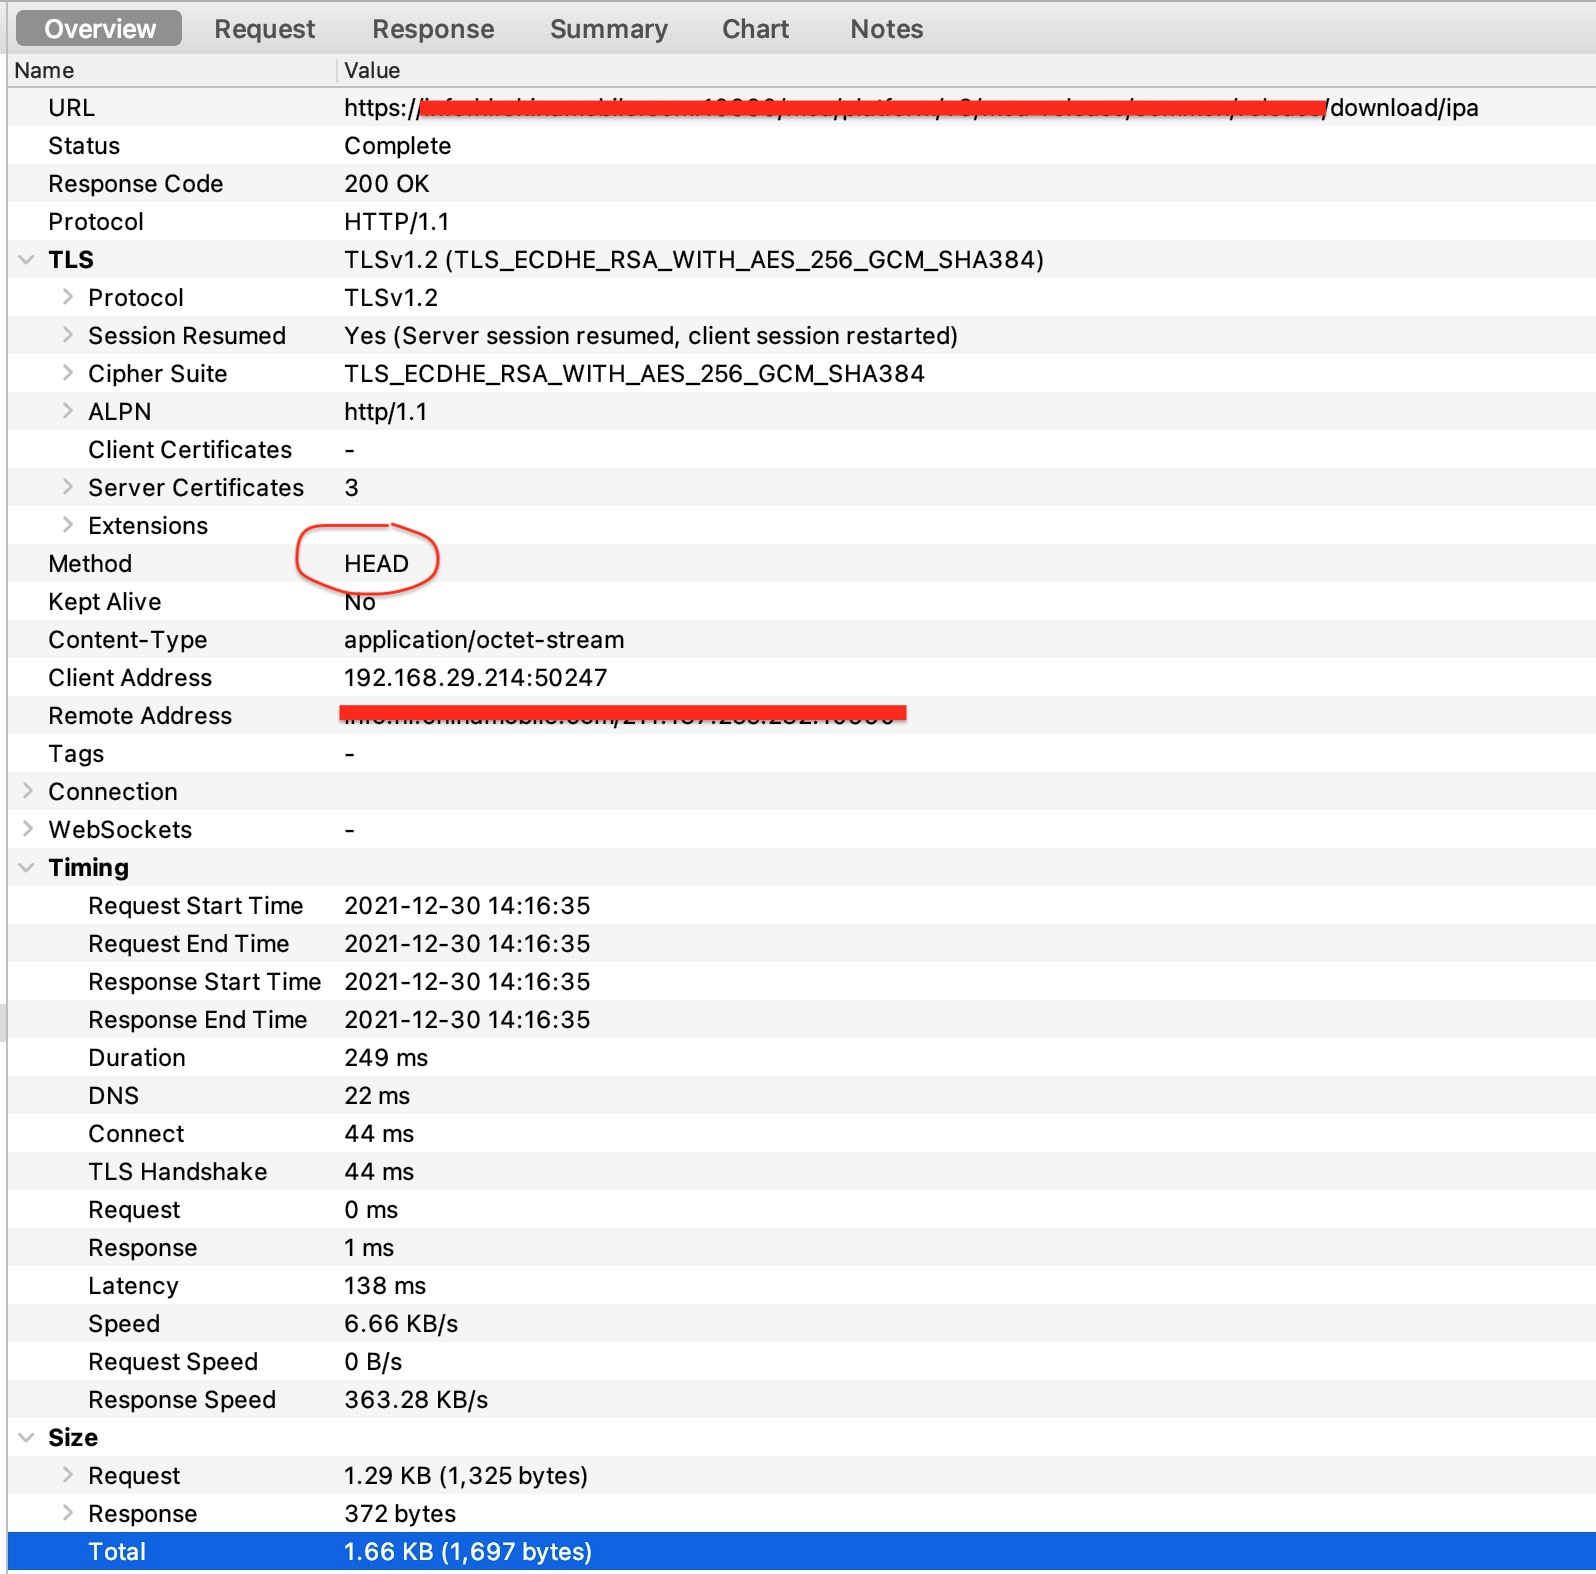 Overview Request Response Summary Chart Notes
Name Value
URL https:// /download/ipa
Status Complete
Response Code 200 OK
Protocol HTTP/1.1
TLS TLSv1.2 (TLS_ECDHE_RSA_WITH_AES_256_GCM_SHA384)
Protocol TLSv1.2
Session Resumed Yes (Server session resumed, client session restarted)
Cipher Suite TLS_ECDHE_RSA_WITH_AES_256_GCM_SHA384
ALPN http/1.1
Client Certificates -
Server Certificates 3
Extensions
Method HEAD
Kept Alive No
Content-Type application/octet-stream
Client Address 192.168.29.214:50247
Remote Address
Tags -
Connection
WebSockets -
Timing
Request Start Time 2021-12-30 14:16:35
Request End Time 2021-12-30 14:16:35
Response Start Time 2021-12-30 14:16:35
Response End Time 2021-12-30 14:16:35
Duration 249 ms
DNS 22 ms
Connect 44 ms
TLS Handshake 44 ms
Request 0 ms
Response 1 ms
Latency 138 ms
Speed 6.66 KB/s
Request Speed 0 B/s
Response Speed 363.28 KB/s
Size
Request 1.29 KB (1,325 bytes)
Response 372 bytes
Total 1.66 KB (1,697 bytes)